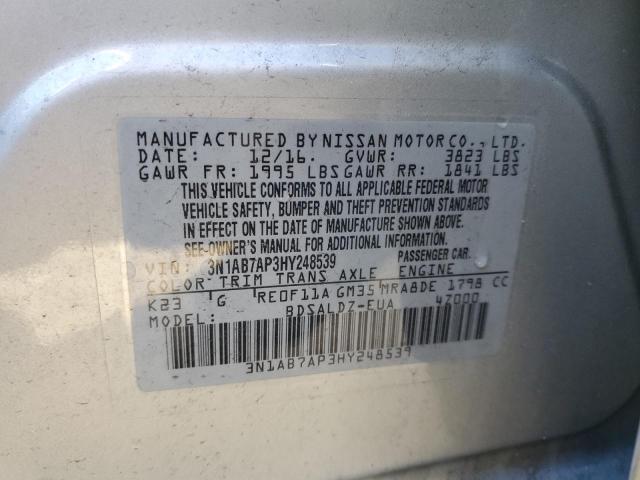 MANUFACTURED BY NISSAN MOTOR CO., LTD.
DATE: 12/16. GVWR: 3823 LBS
GAWR FR: 1995 LBS GAWR RR: 1841 LBS
THIS VEHICLE CONFORMS TO ALL APPLICABLE FEDERAL MOTOR
VEHICLE SAFETY, BUMPER AND THEFT PREVENTION STANDARDS
IN EFFECT ON THE DATE OF MANUFACTURE SHOWN ABOVE.
SEE-OWNER'S MANUAL FOR ADDITIONAL INFORMATION.
VIN: 3N1AB7AP3HY248539 PASSENGER CAR.
COLOR: TRIM TRANS AXLE ENGINE
K23 G RE0F11A GM35 MRA8DE 1798 CC
MODEL: BDSALDZ-EUA 47000
3N1AB7AP3HY248539